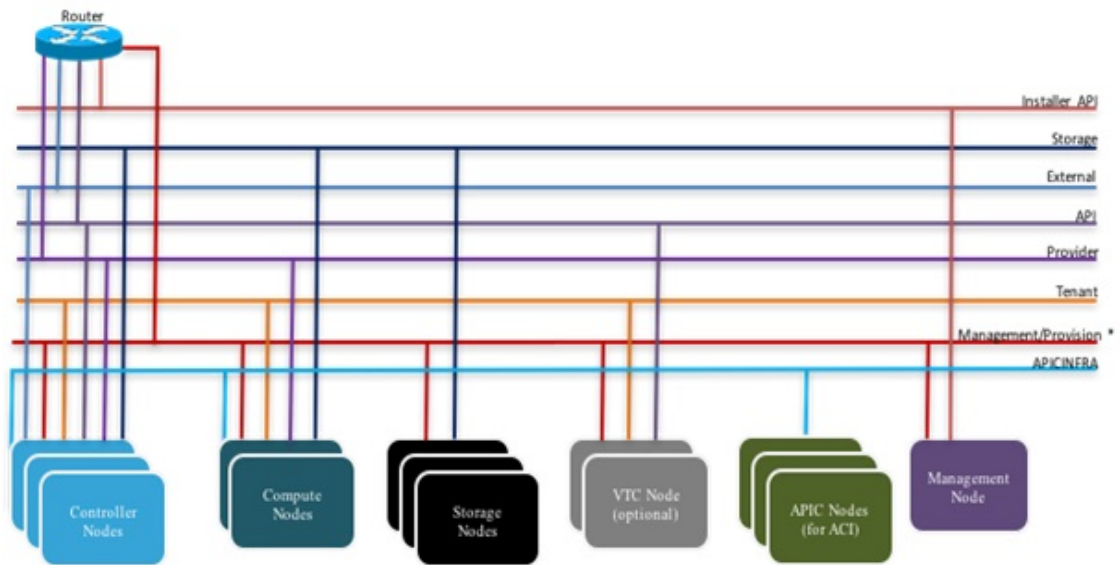 Router
Installer API
Storage
External
API
Provider
Tenant
Management/Provision *
APICINFRA
Controller
Nodes
Compute
Nodes
Storage
Nodes
VTC Node
(optional)
APIC Nodes
(for ACI)
Management
Node